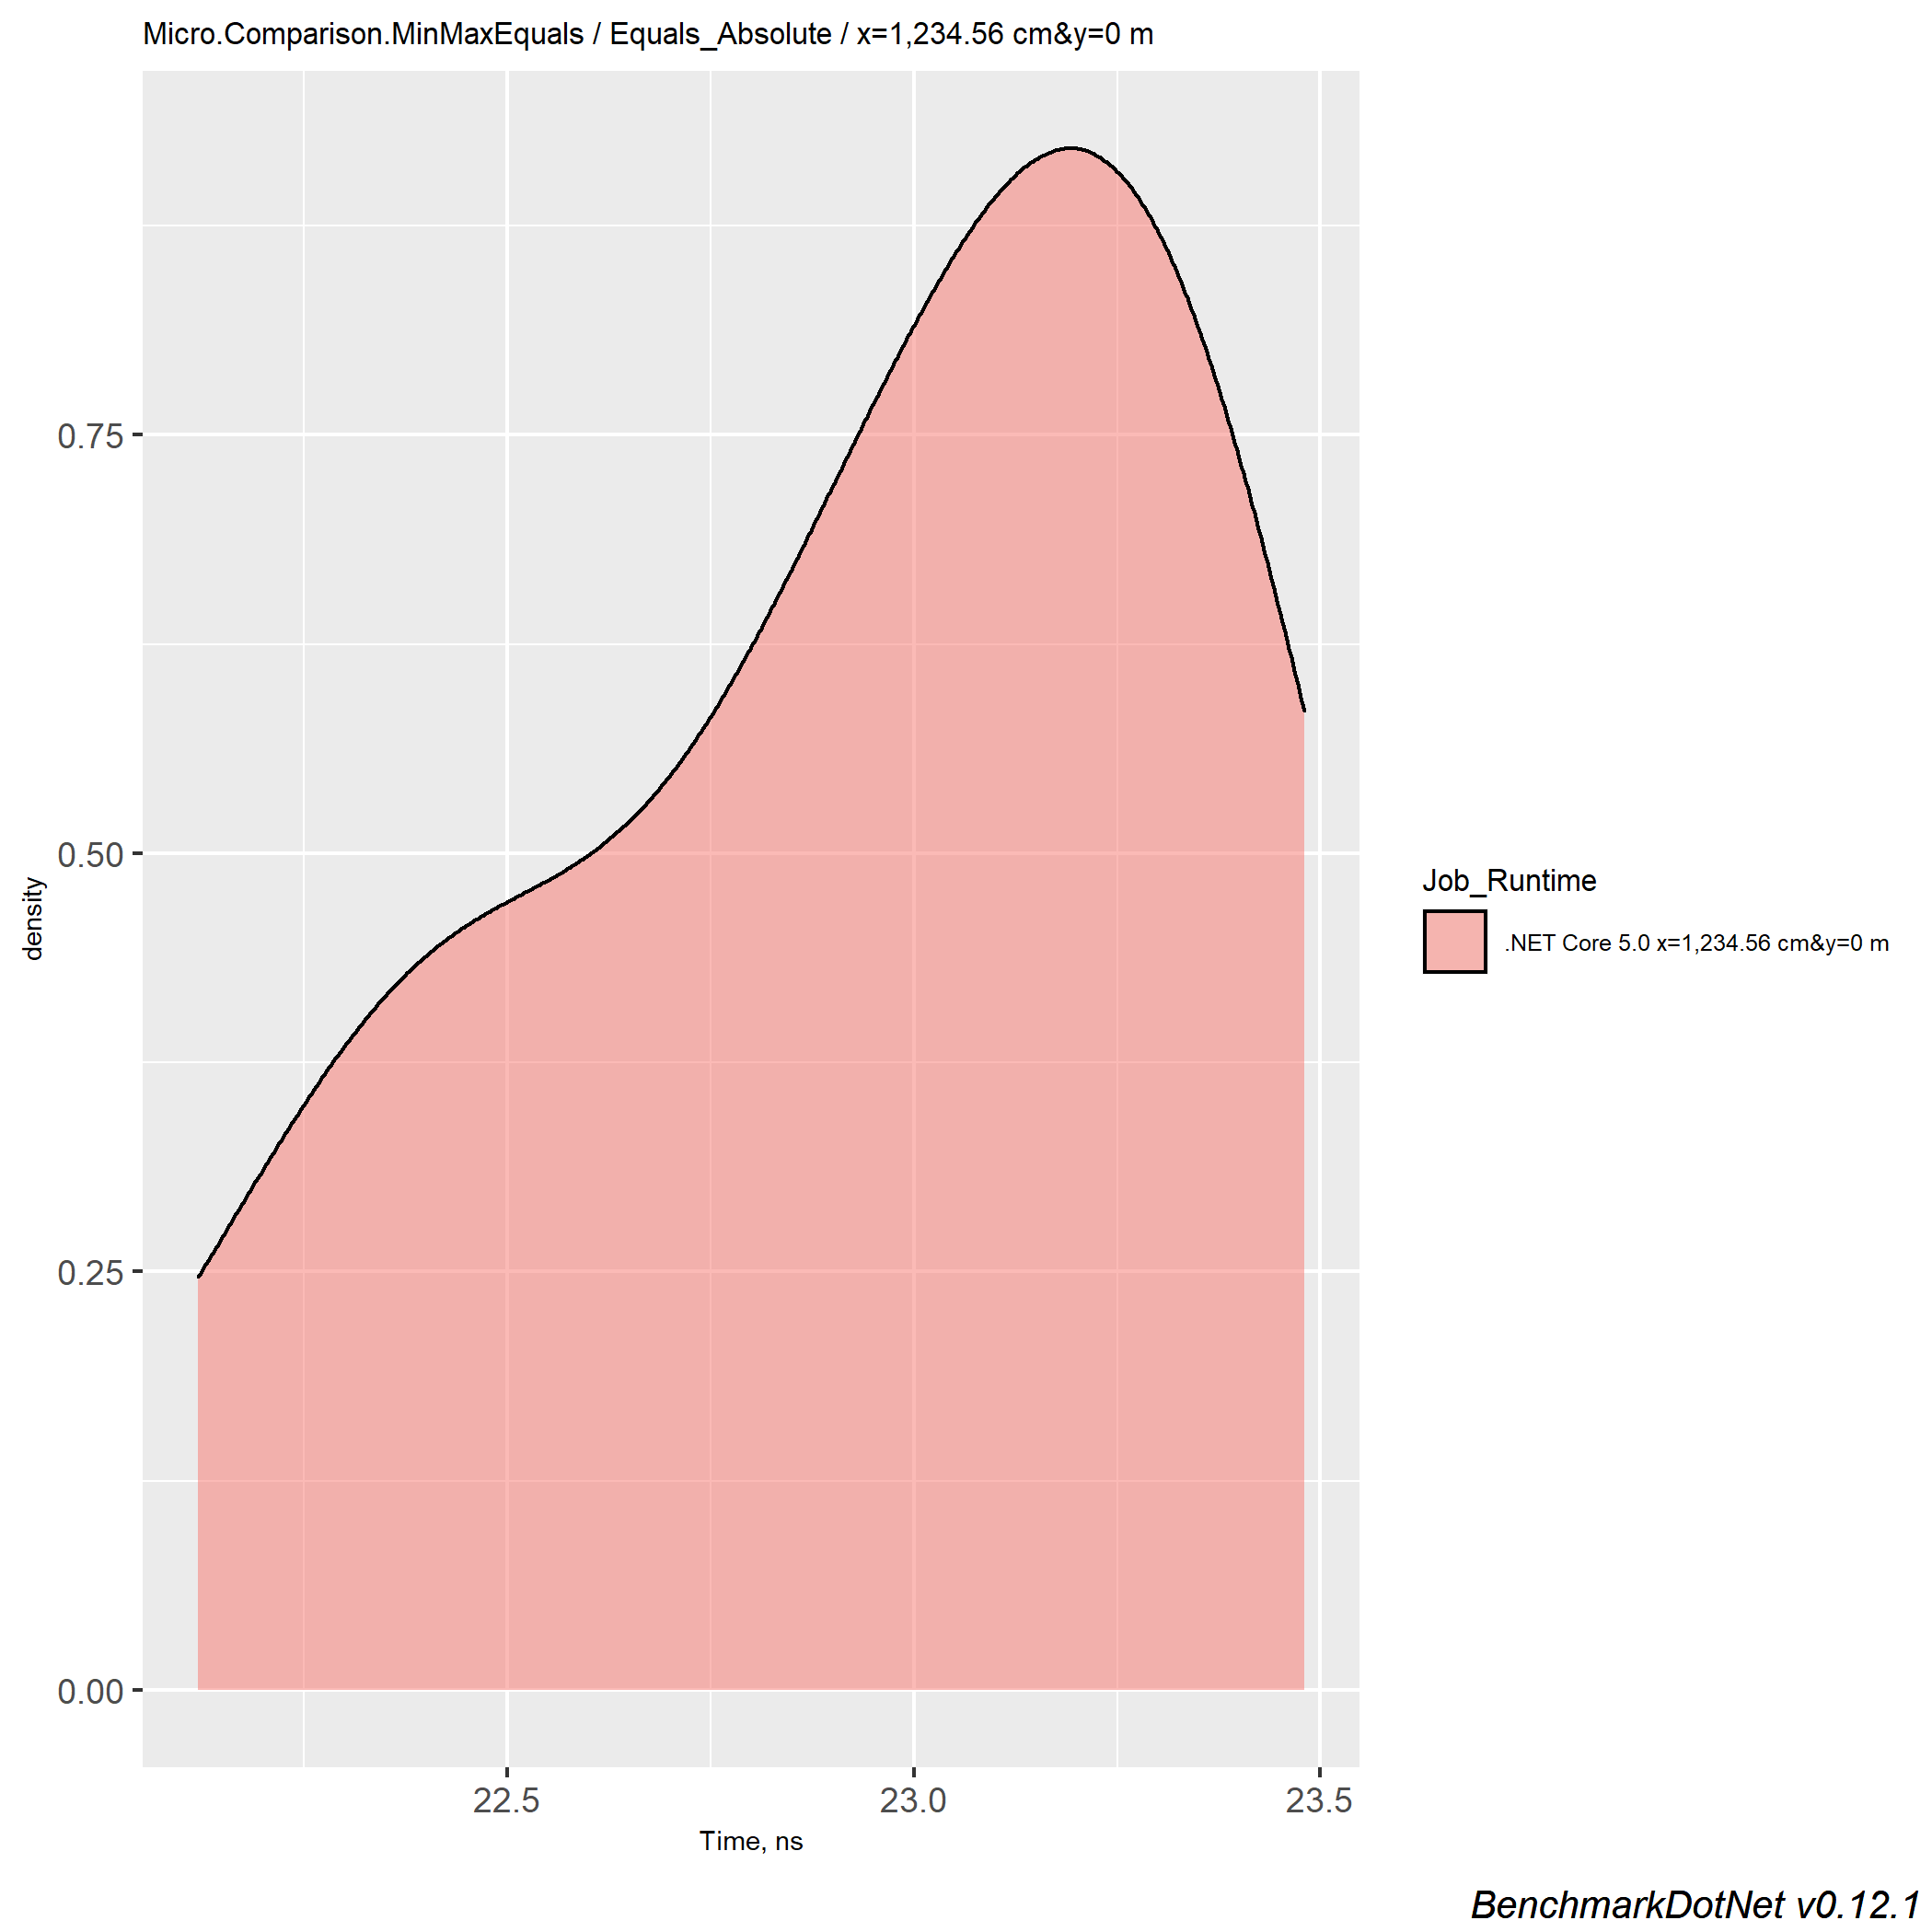 Micro.Comparison.MinMaxEquals / Equals_Absolute / x=1,234.56 cm&y=0 m
density
0.75
0.50
0.25
0.00
22.5 23.0 23.5
Time, ns
Job_Runtime
.NET Core 5.0 x=1,234.56 cm&y=0 m
BenchmarkDotNet v0.12.1